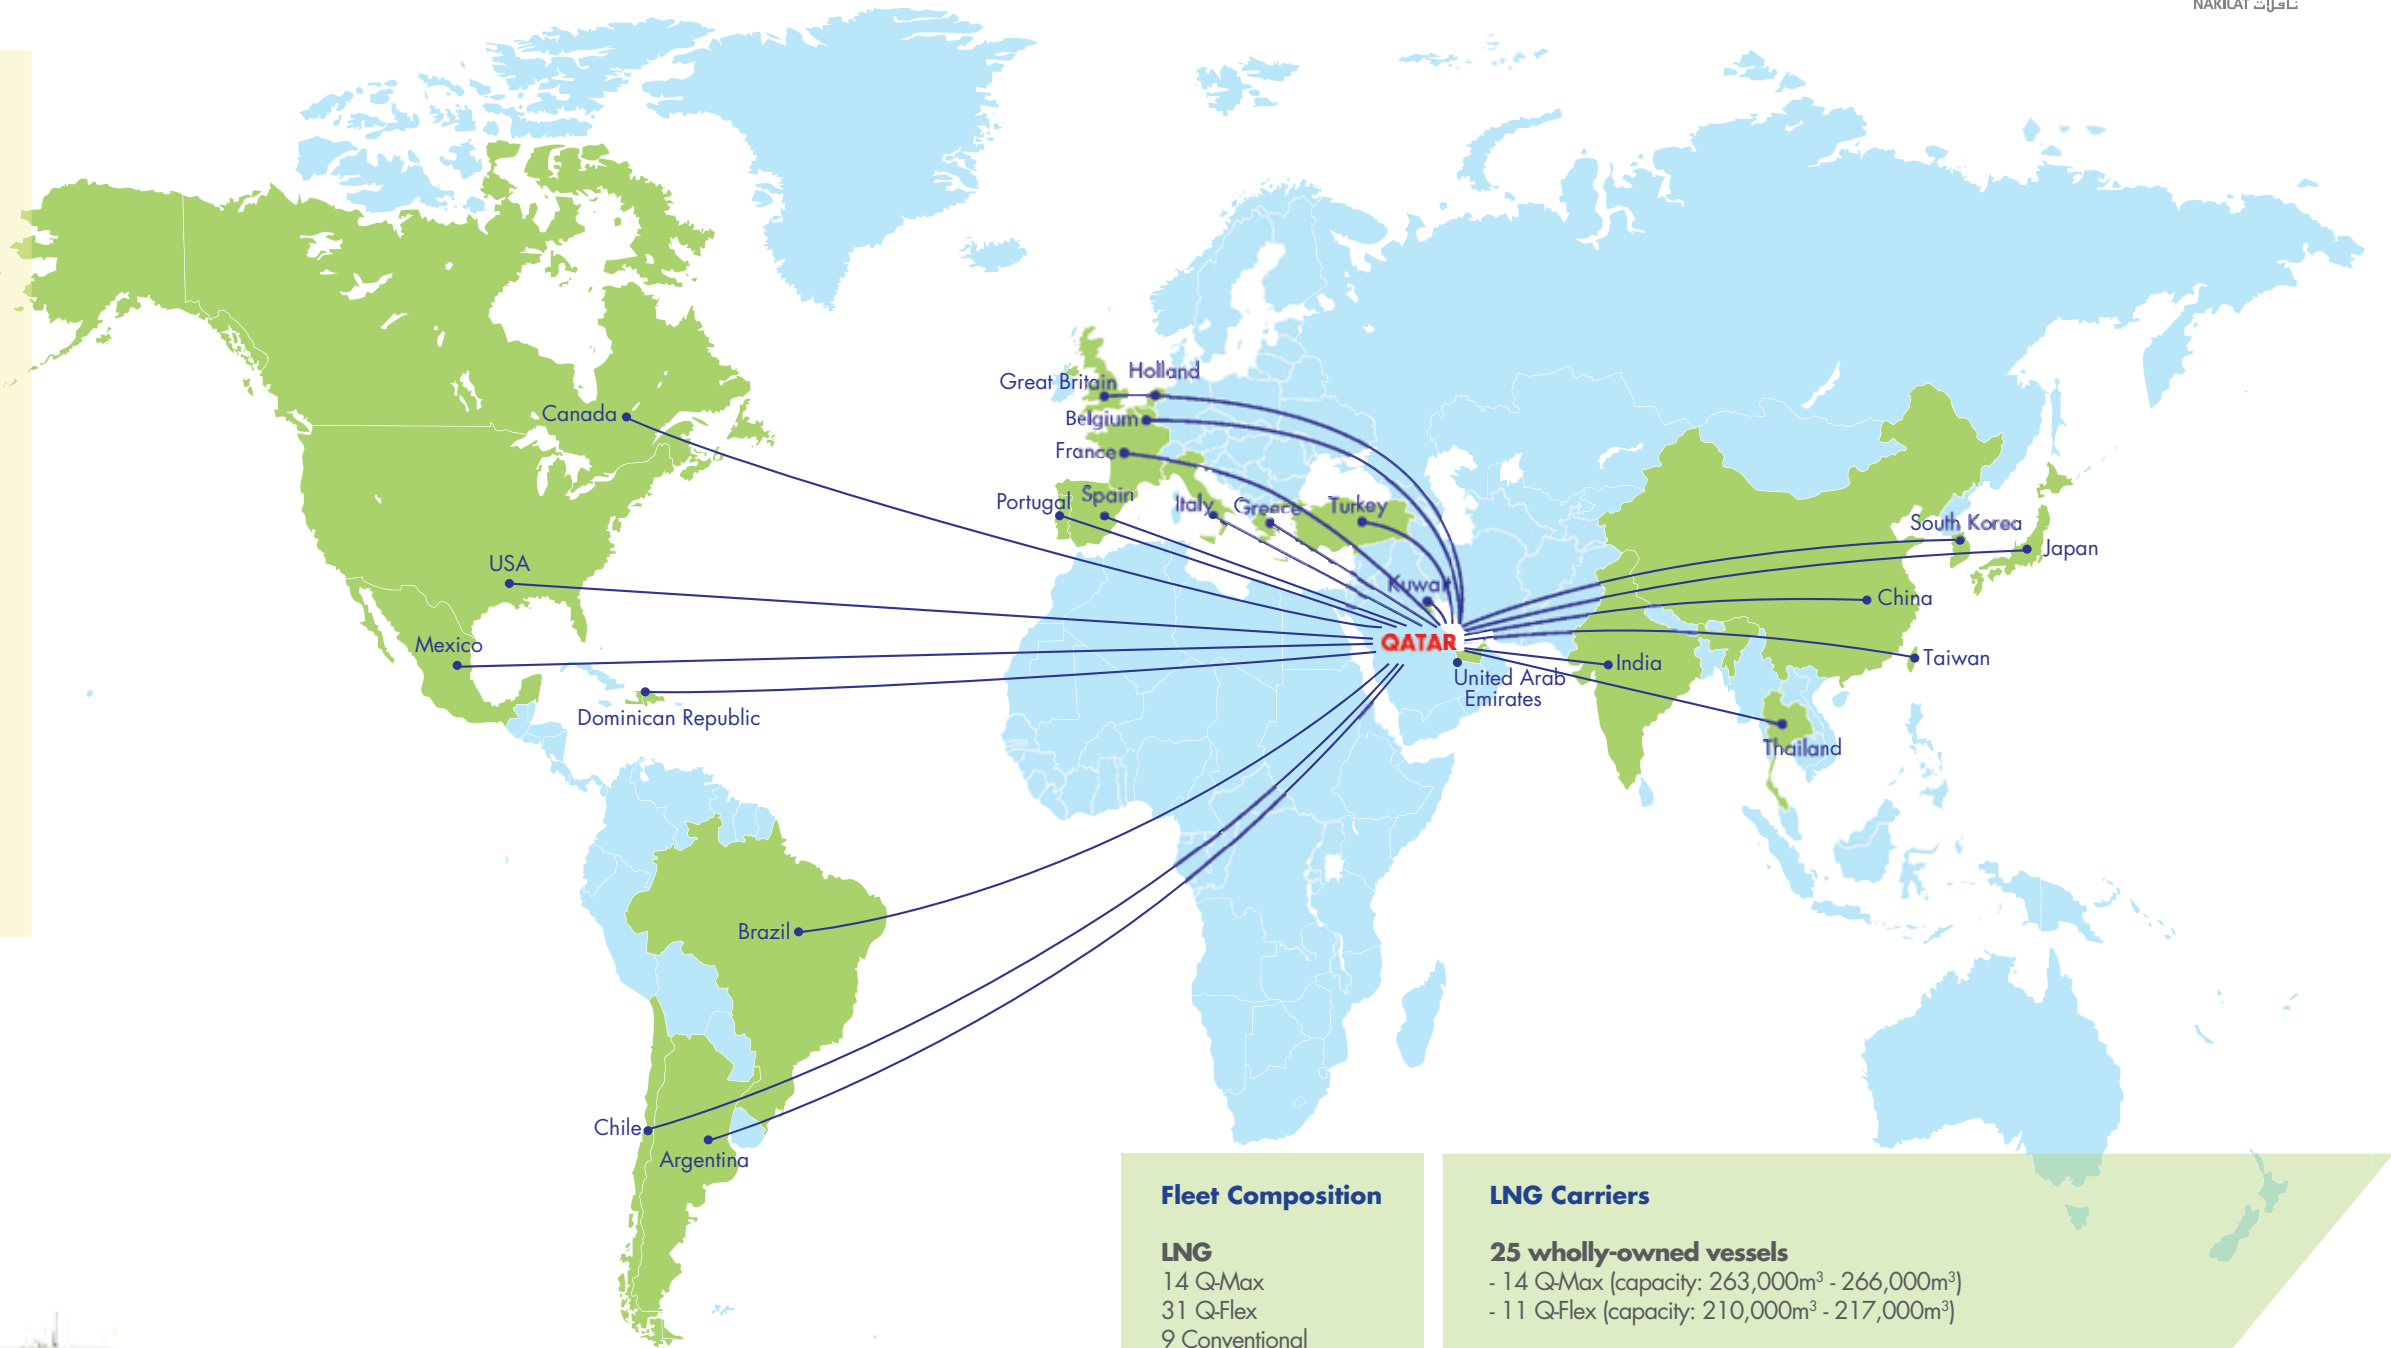 NAKILAT ناقلات
Holland
Great Britain
Canada
Belgium
France
Portugal
Spain
Italy
Greece
Turkey
South Korea
Japan
USA
Kuwait
China
Mexico
QATAR
Taiwan
India
United Arab
Emirates
Dominican Republic
Thailand
Brazil
Chile
Argentina
Fleet Composition
LNG
14 Q-Max
31 Q-Flex
9 Conventional
LNG Carriers
25 wholly-owned vessels
- 14 Q-Max (capacity: 263,000m³ - 266,000m³)
- 11 Q-Flex (capacity: 210,000m³ - 217,000m³)